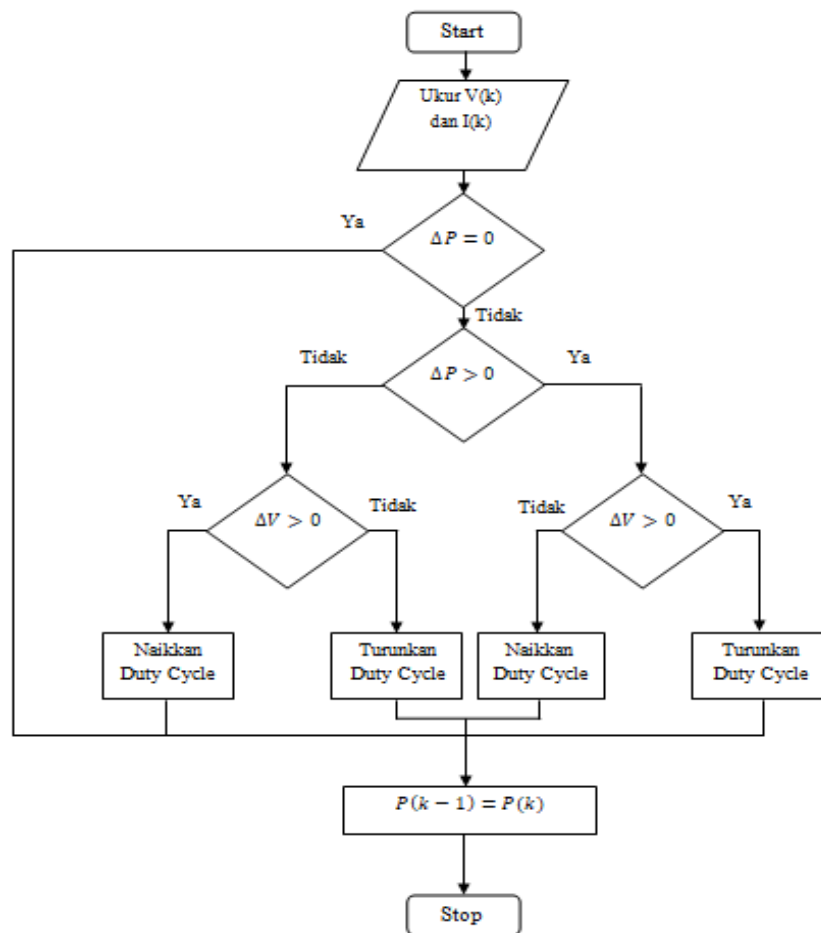 Start
Ukur V(k)
dan I(k)
Ya
ΔP = 0
Tidak
Tidak
ΔP > 0
Ya
Ya
ΔV > 0
Tidak
Tidak
ΔV > 0
Ya
Naikkan
Duty Cycle
Turunkan
Duty Cycle
Naikkan
Duty Cycle
Turunkan
Duty Cycle
P(k − 1) = P(k)
Stop